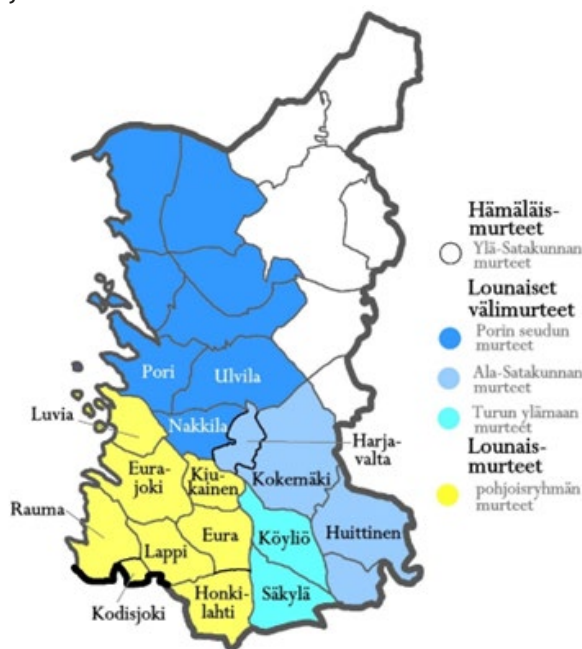 Hämäläis-
murteet
Ylä-Satakunnan
murteet
Lounaiset
välimurteet
Porin seudun
murteet
Ala-Satakunnan
murteet
Turun ylämaan
murteet
Lounais-
murteet
pohjoisryhmän
murteet
Pori
Ulvila
Luvia
Nakkila
Harja-
valta
Eura-
joki
Kiu-
kainen
Kokemäki
Rauma
Lappi
Eura
Köyliö
Huittinen
Kodisjoki
Honki-
lahti
Säkylä